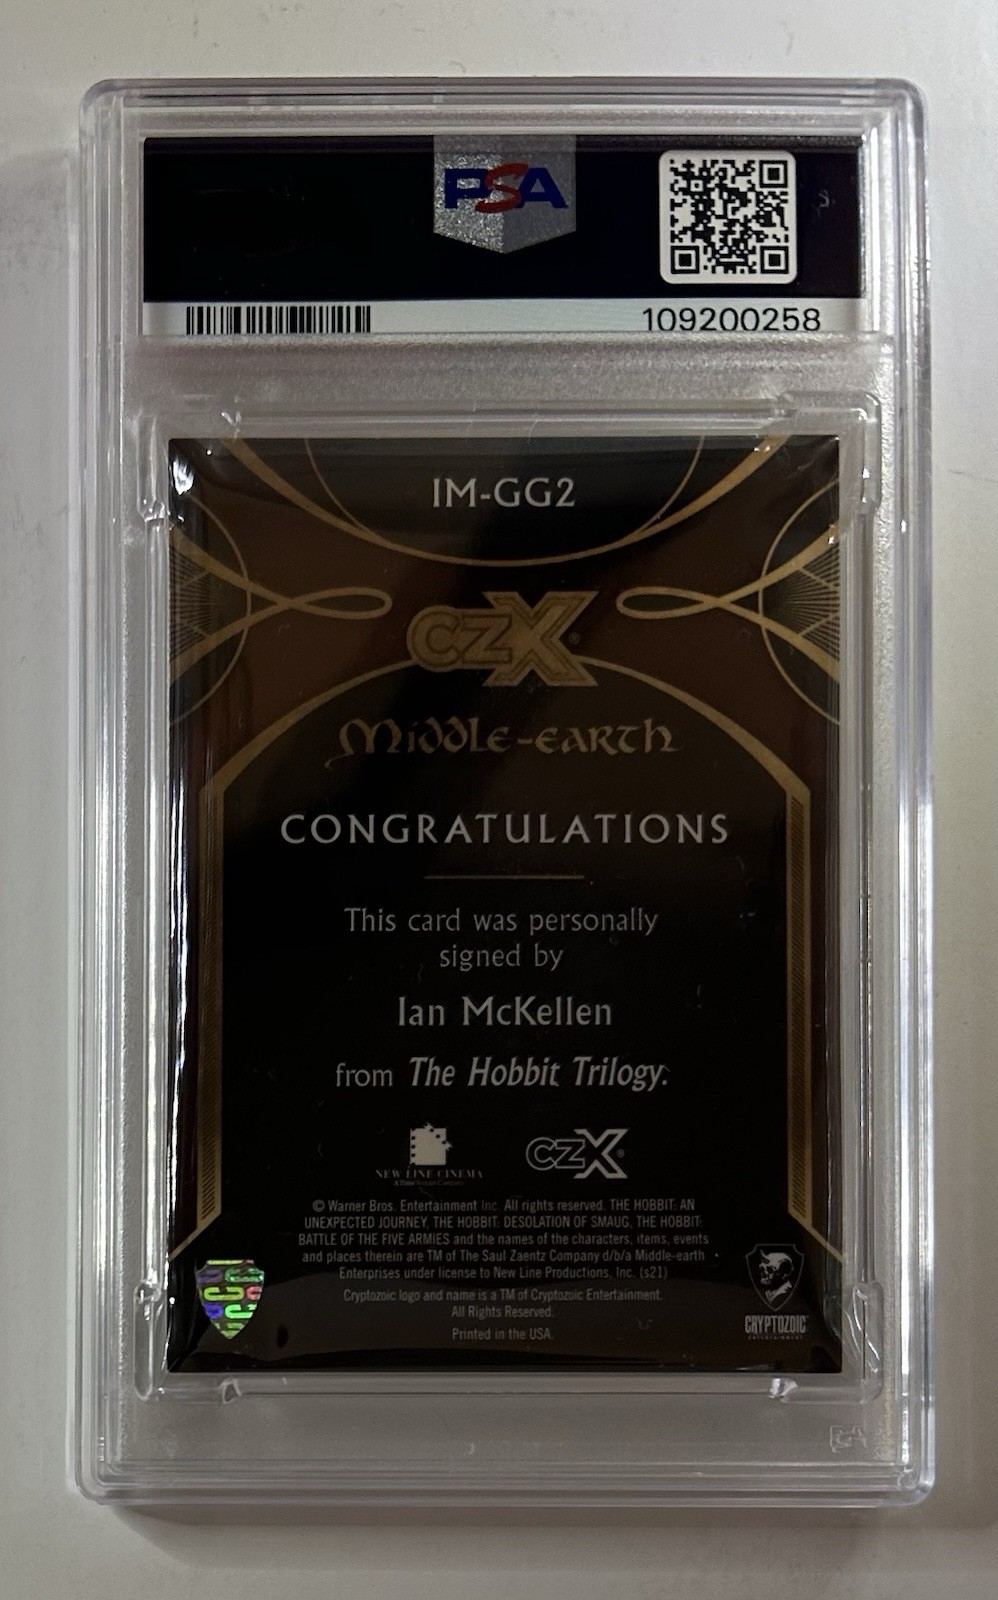 PSA
109200258
IM-GG2
CZX®
Middle-earth
CONGRATULATIONS
This card was personally
signed by
Ian McKellen
from The Hobbit Trilogy.
NEW LINE CINEMA
CZX®
© Warner Bros. Entertainment Inc. All rights reserved. THE HOBBIT: AN
UNEXPECTED JOURNEY, THE HOBBIT: DESOLATION OF SMAUG, THE HOBBIT:
BATTLE OF THE FIVE ARMIES and the names of the characters, items, events
and places therein are TM of The Saul Zaentz Company d/b/a Middle-earth
Enterprises under license to New Line Productions, Inc. (s21)
Cryptozoic logo and name is a TM of Cryptozoic Entertainment.
All Rights Reserved.
Printed in the USA.
CRYPTOZOIC
ENTERTAINMENT
PSA